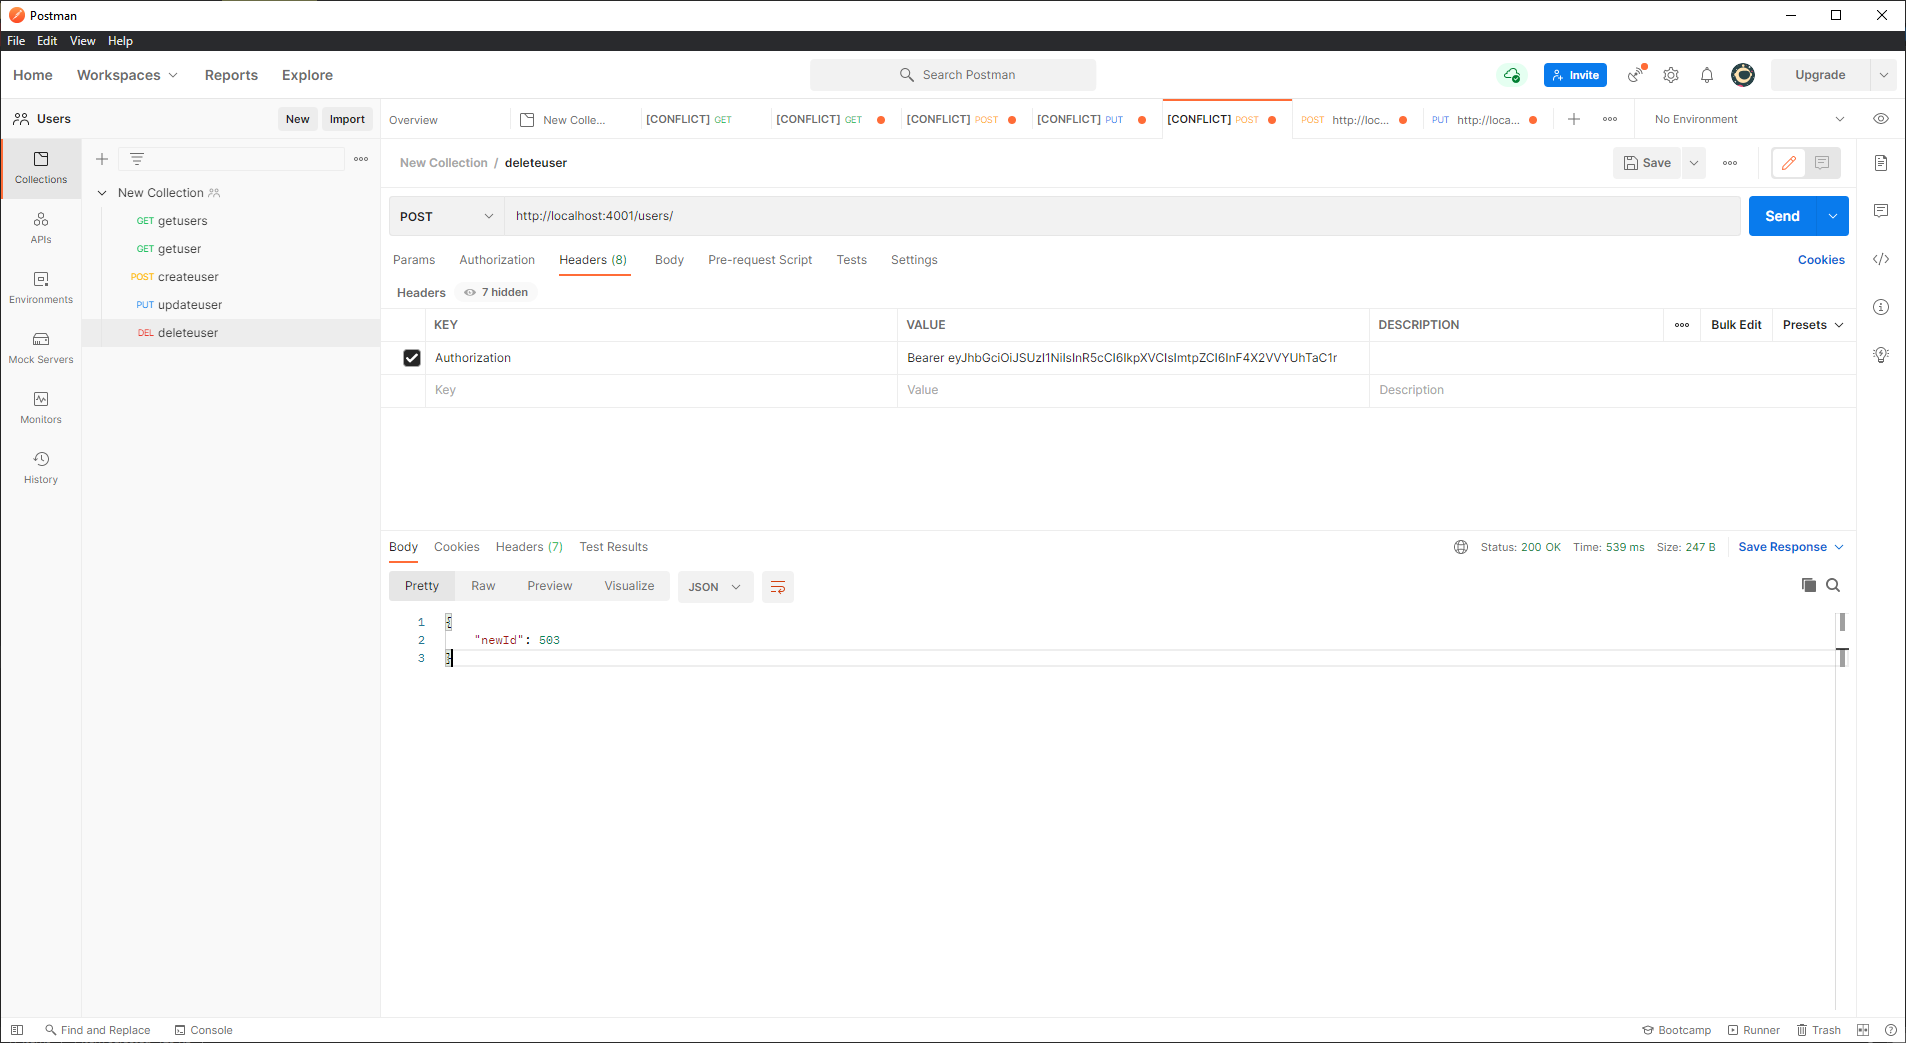 Postman
File Edit View Help
Home Workspaces Reports Explore Search Postman Invite Upgrade
Users New Import
Overview New Colle... [CONFLICT] GET [CONFLICT] GET [CONFLICT] POST [CONFLICT] PUT [CONFLICT] POST POST http://loc... PUT http://loca... No Environment
Collections
APIs
Environments
Mock Servers
Monitors
History
New Collection
GET getusers
GET getuser
POST createuser
PUT updateuser
DEL deleteuser
New Collection / deleteuser Save
POST http://localhost:4001/users/ Send
Params Authorization Headers (8) Body Pre-request Script Tests Settings Cookies
Headers 7 hidden
KEY VALUE DESCRIPTION Bulk Edit Presets
Authorization Bearer eyJhbGciOiJSUzI1NiIsInR5cCI6IkpXVCIsImtpZCI6InF4X2VVYUhTaC1r
Key Value Description
Body Cookies Headers (7) Test Results Status: 200 OK Time: 539 ms Size: 247 B Save Response
Pretty Raw Preview Visualize JSON
1 {
2 "newId": 503
3 }
Find and Replace Console Bootcamp Runner Trash